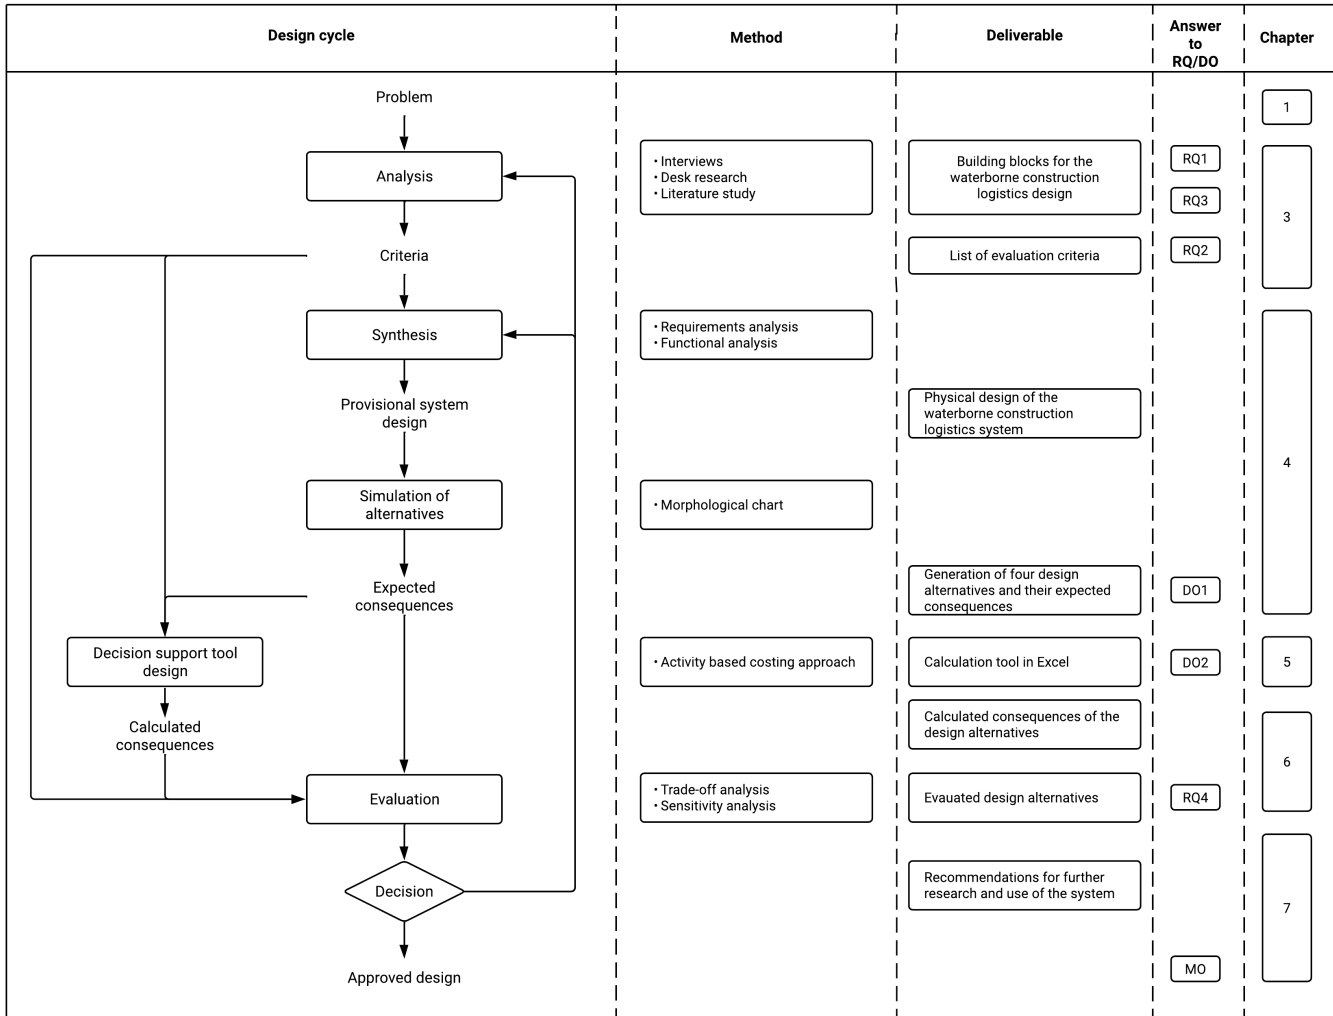 Design cycle
Method
Deliverable
Answer
to
RQ/DO
Chapter
Problem
1
Analysis
• Interviews
• Desk research
• Literature study
Building blocks for the
waterborne construction
logistics design
RQ1
RQ3
3
Criteria
List of evaluation criteria
RQ2
Synthesis
• Requirements analysis
• Functional analysis
Provisional system
design
Physical design of the
waterborne construction
logistics system
4
Simulation of
alternatives
• Morphological chart
Expected
consequences
Generation of four design
alternatives and their expected
consequences
DO1
Decision support tool
design
• Activity based costing approach
Calculation tool in Excel
DO2
5
Calculated
consequences
Calculated consequences of the
design alternatives
6
Evaluation
• Trade-off analysis
• Sensitivity analysis
Evauated design alternatives
RQ4
Decision
Recommendations for further
research and use of the system
7
Approved design
MO